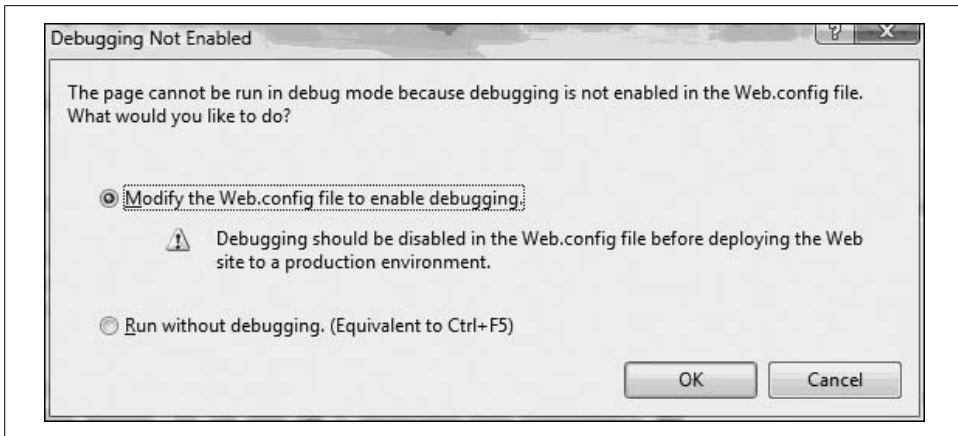 Debugging Not Enabled
The page cannot be run in debug mode because debugging is not enabled in the Web.config file.
What would you like to do?
Modify the Web.config file to enable debugging.
Debugging should be disabled in the Web.config file before deploying the Web
site to a production environment.
Run without debugging. (Equivalent to Ctrl+F5)
OK Cancel